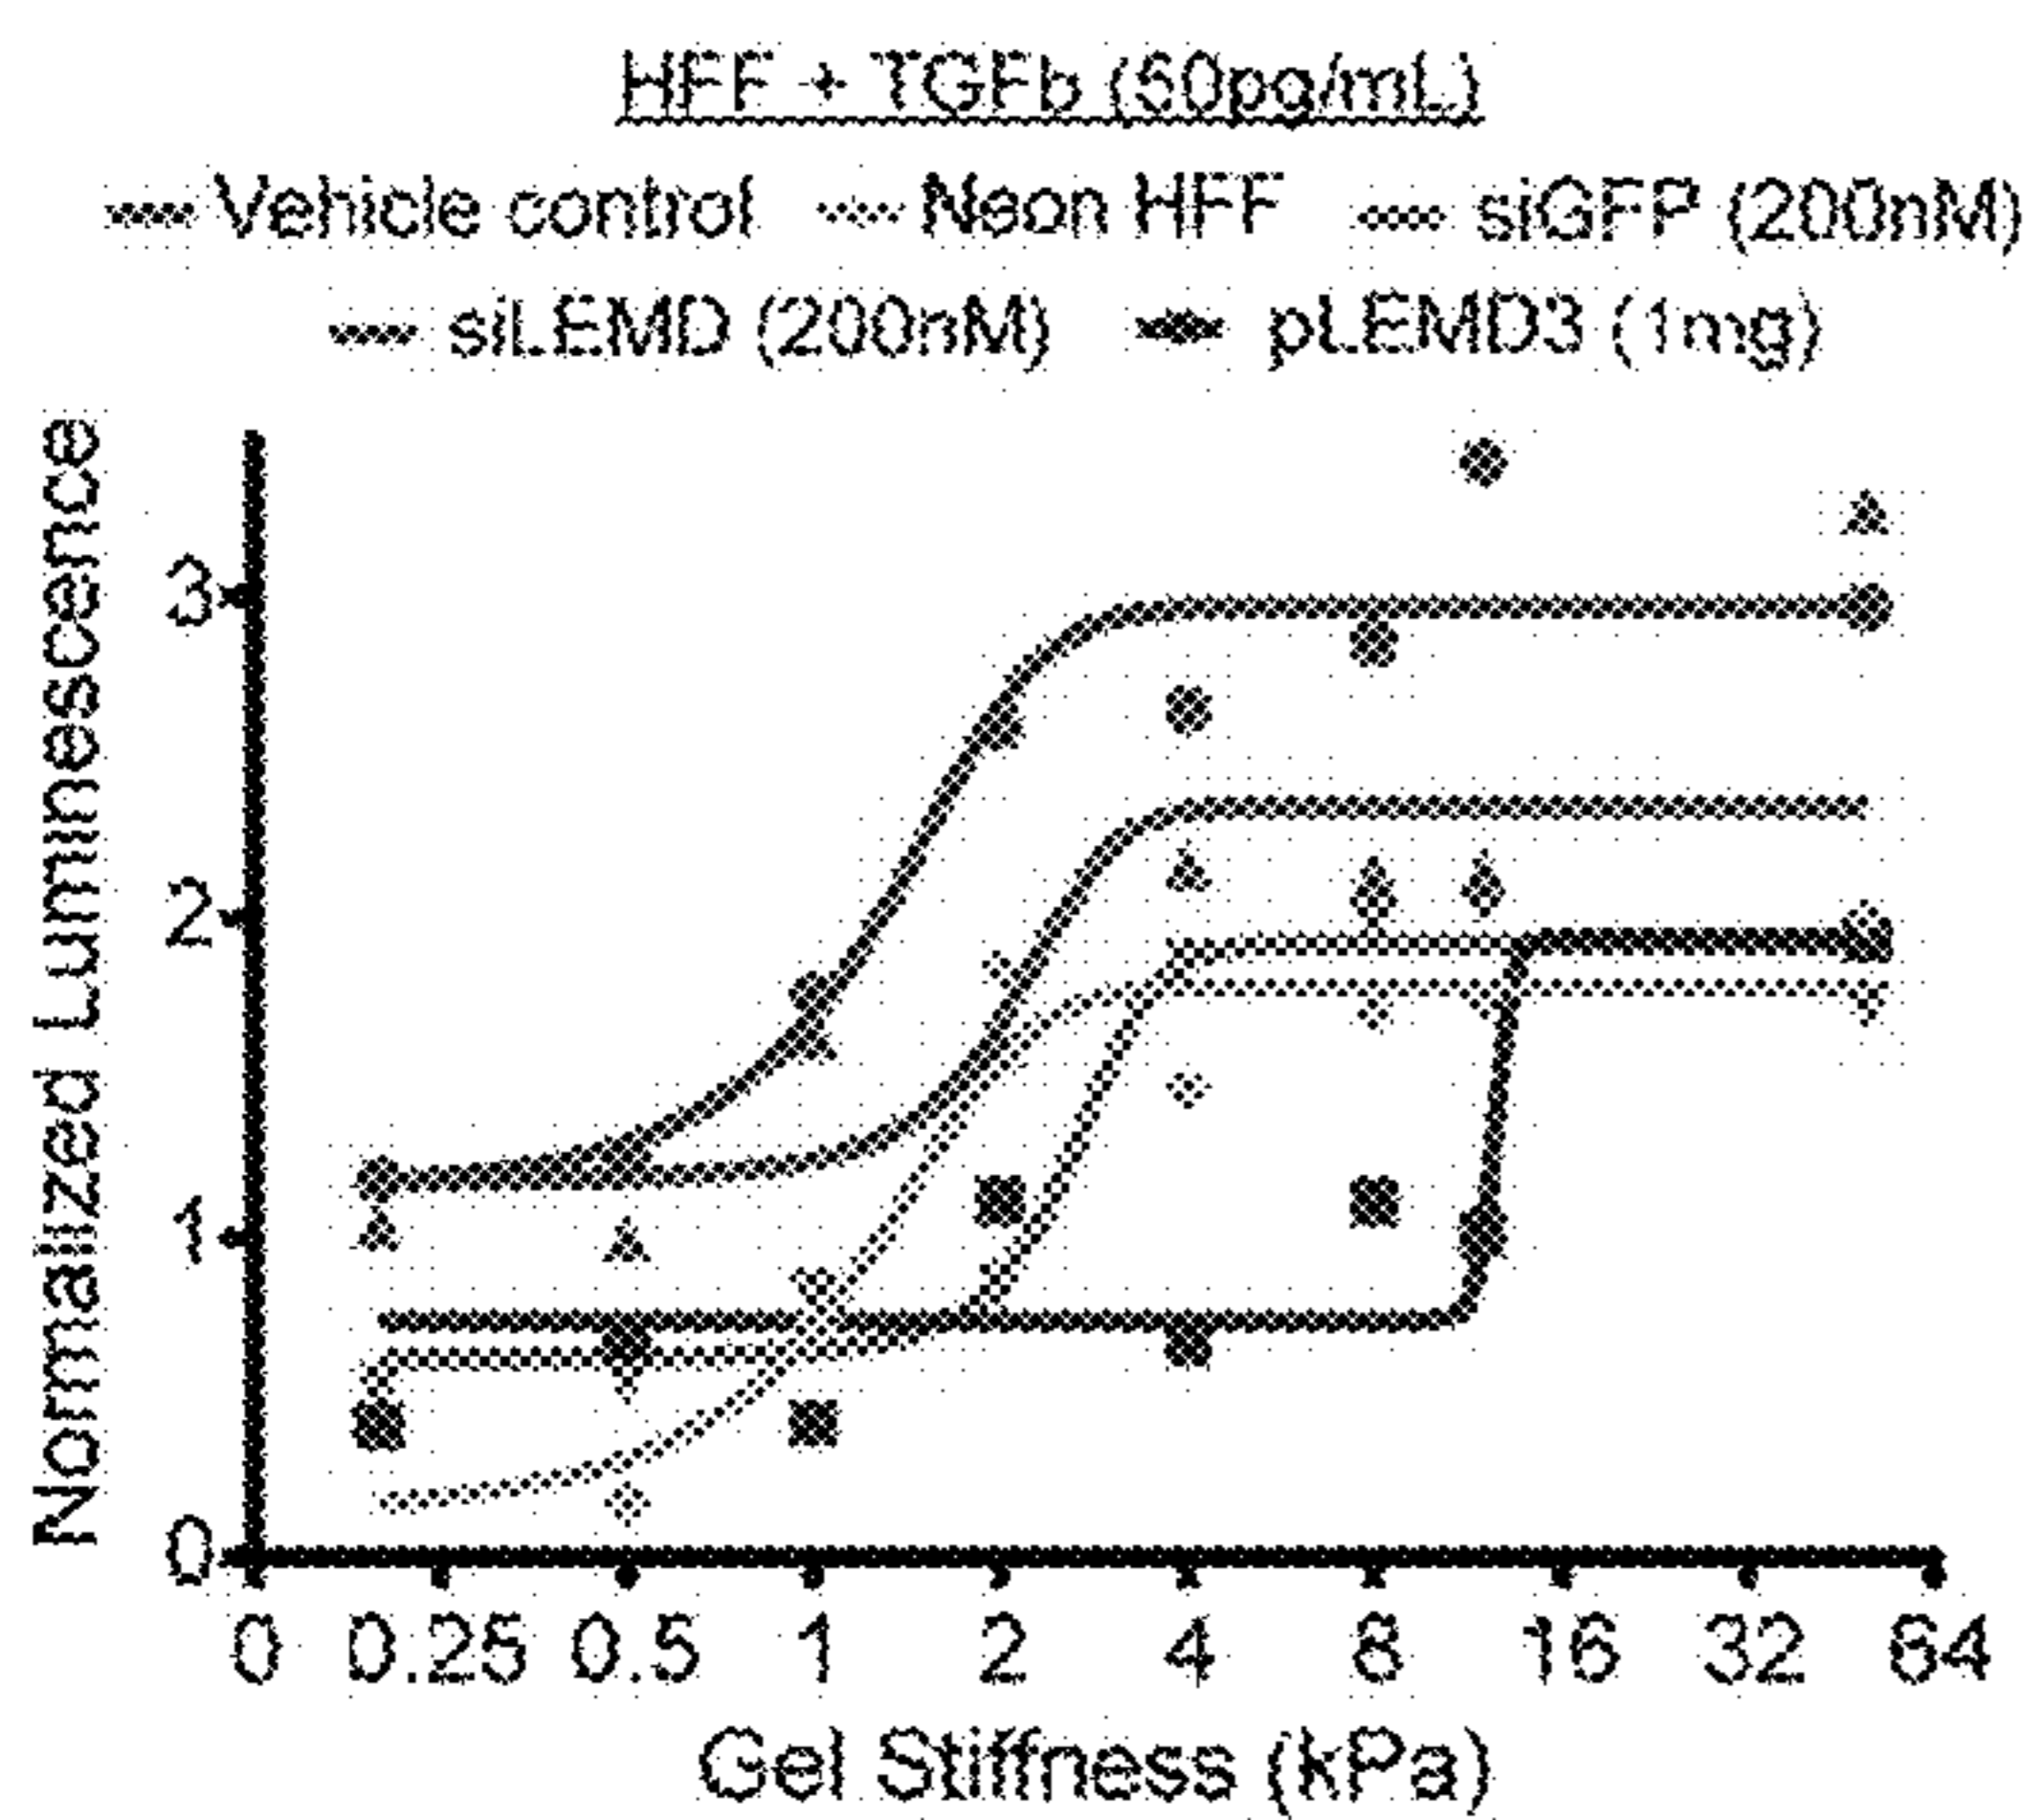 HFF + TGFb (50pg/mL)
Vehicle control Neon HFF siGFP (200nM)
siLEMD (200nM) pLEMD3 (1mg)
Normalized Luminescence
3
2
1
0
0 0.25 0.5 1 2 4 8 16 32 64
Gel Stiffness (kPa)